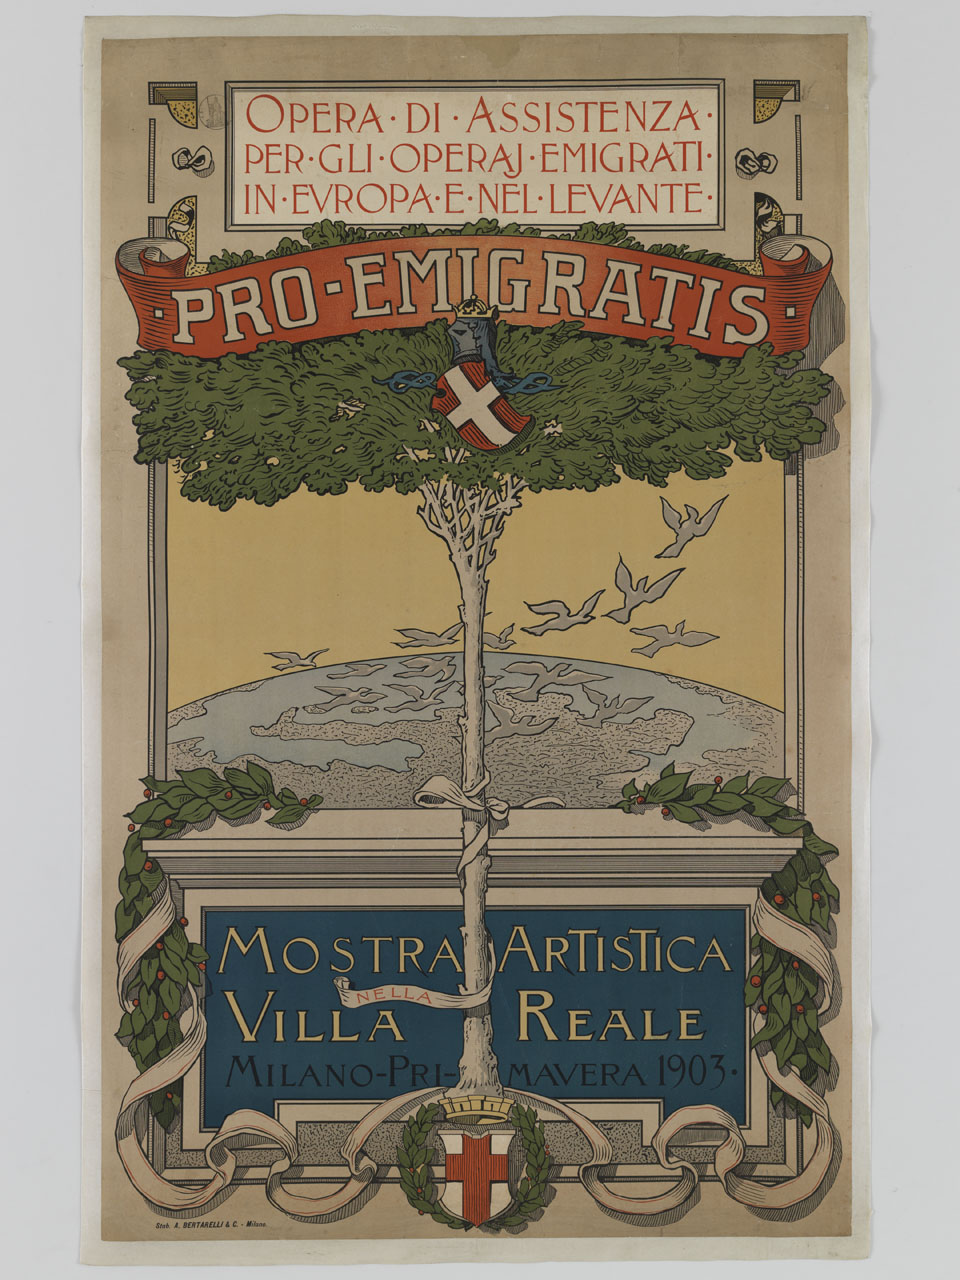 OPERA · DI · ASSISTENZA ·
PER · GLI · OPERAJ · EMIGRATI ·
IN · EVROPA · E · NEL · LEVANTE ·
· PRO-EMIGRATIS ·
MOSTRA ARTISTICA
NELLA
VILLA REALE
MILANO-PRI-MAVERA 1903 ·
Stab. A. BERTARELLI & C. - Milano.